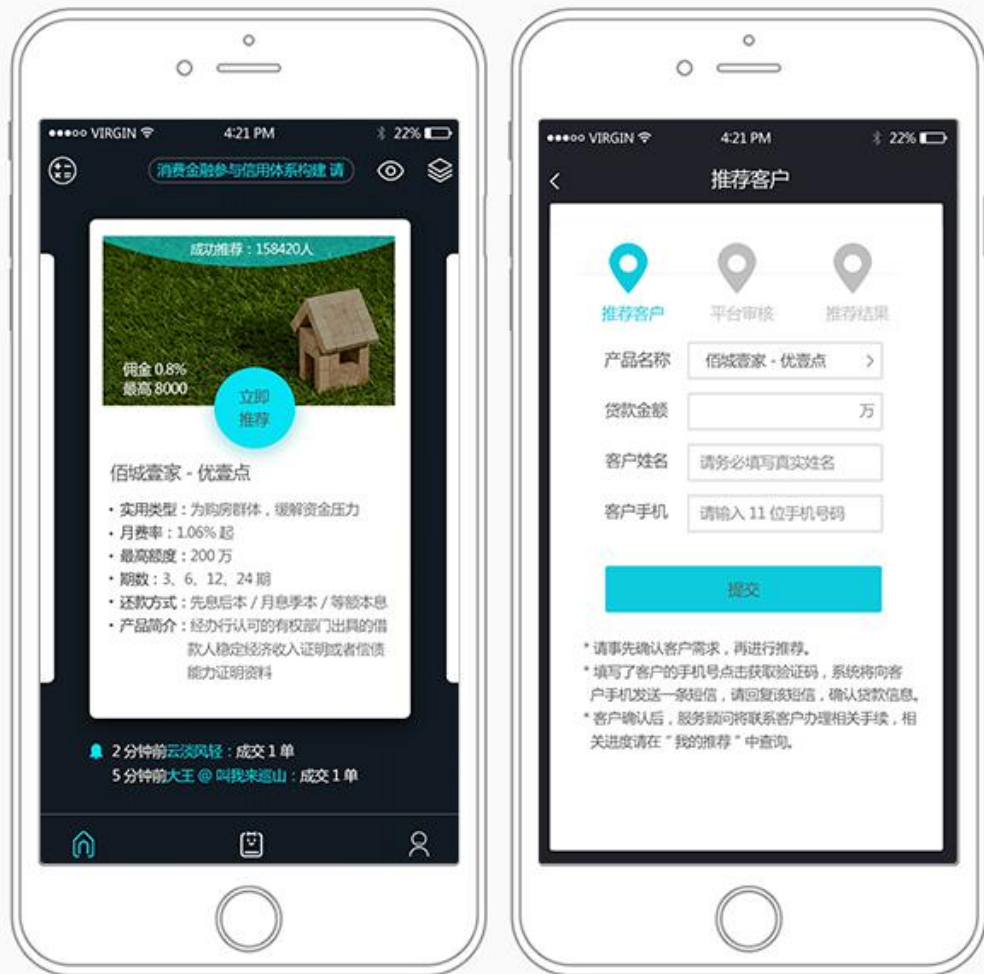 VIRGIN 4:21 PM 22%
消费金融参与信用体系构建 请
成功推荐：158420人
佣金 0.8%
最高 8000
立即
推荐
佰城壹家 - 优壹点
• 实用类型：为购房群体，缓解资金压力
• 月费率：1.06% 起
• 最高额度：200 万
• 期数：3、6、12、24 期
• 还款方式：先息后本 / 月息季本 / 等额本息
• 产品简介：经办行认可的有权部门出具的借
款人稳定经济收入证明或者偿债
能力证明资料
2 分钟前云淡风轻：成交 1 单
5 分钟前大王 @ 叫我来巡山：成交 1 单
VIRGIN 4:21 PM 22%
推荐客户
推荐客户 平台审核 推荐结果
产品名称 佰城壹家 - 优壹点
贷款金额 万
客户姓名 请务必填写真实姓名
客户手机 请输入 11 位手机号码
提交
* 请事先确认客户需求，再进行推荐。
* 填写了客户的手机号点击获取验证码，系统将向客
户手机发送一条短信，请回复该短信，确认贷款信息。
* 客户确认后，服务顾问将联系客户办理相关手续，相
关进度请在“我的推荐”中查询。